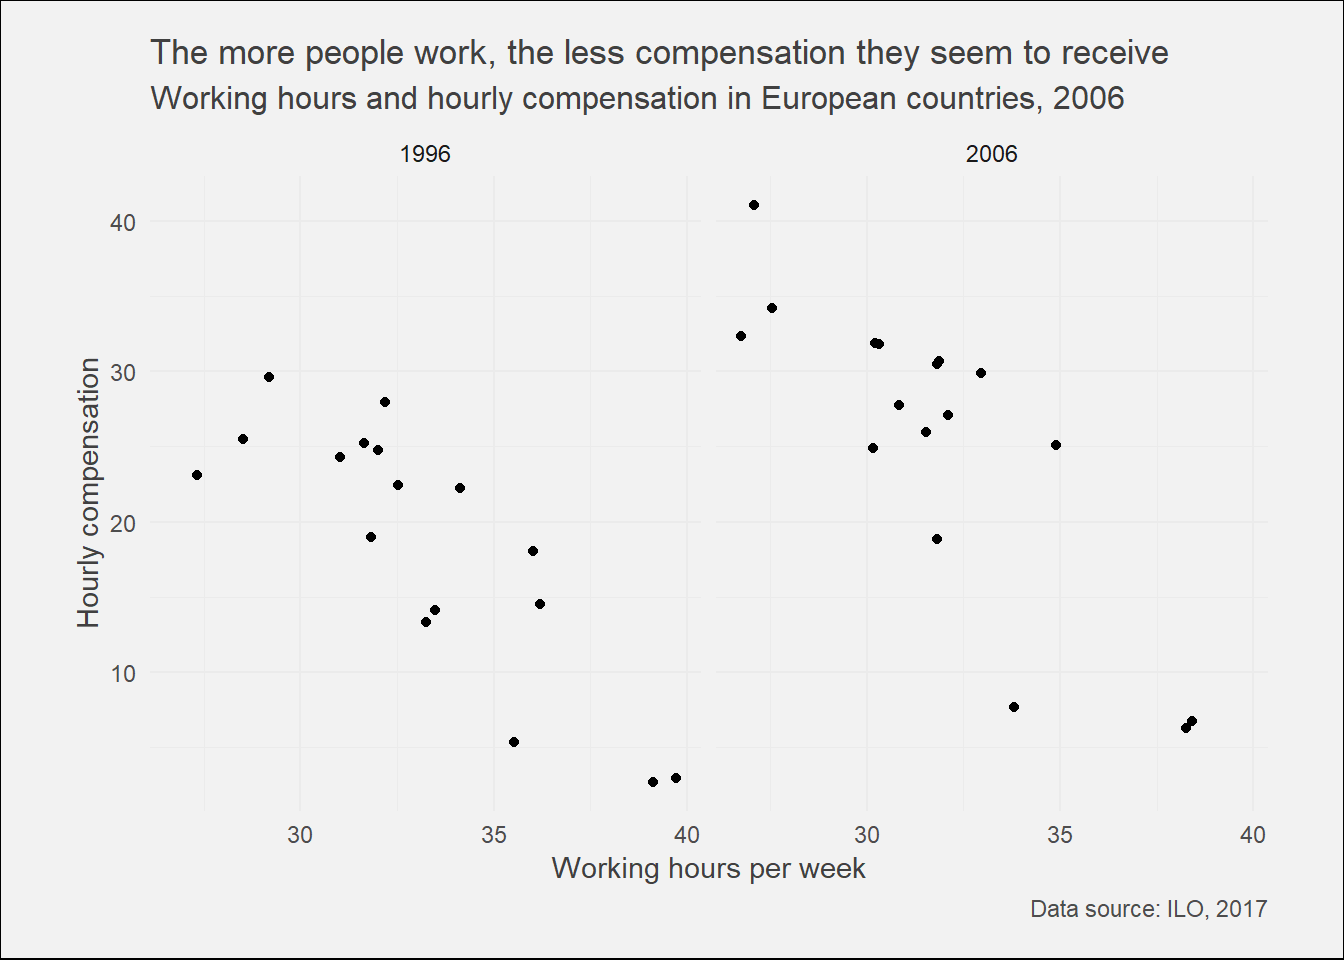 The more people work, the less compensation they seem to receive
Working hours and hourly compensation in European countries, 2006
1996
2006
Hourly compensation
40
30
20
10
30 35 40
30 35 40
Working hours per week
Data source: ILO, 2017